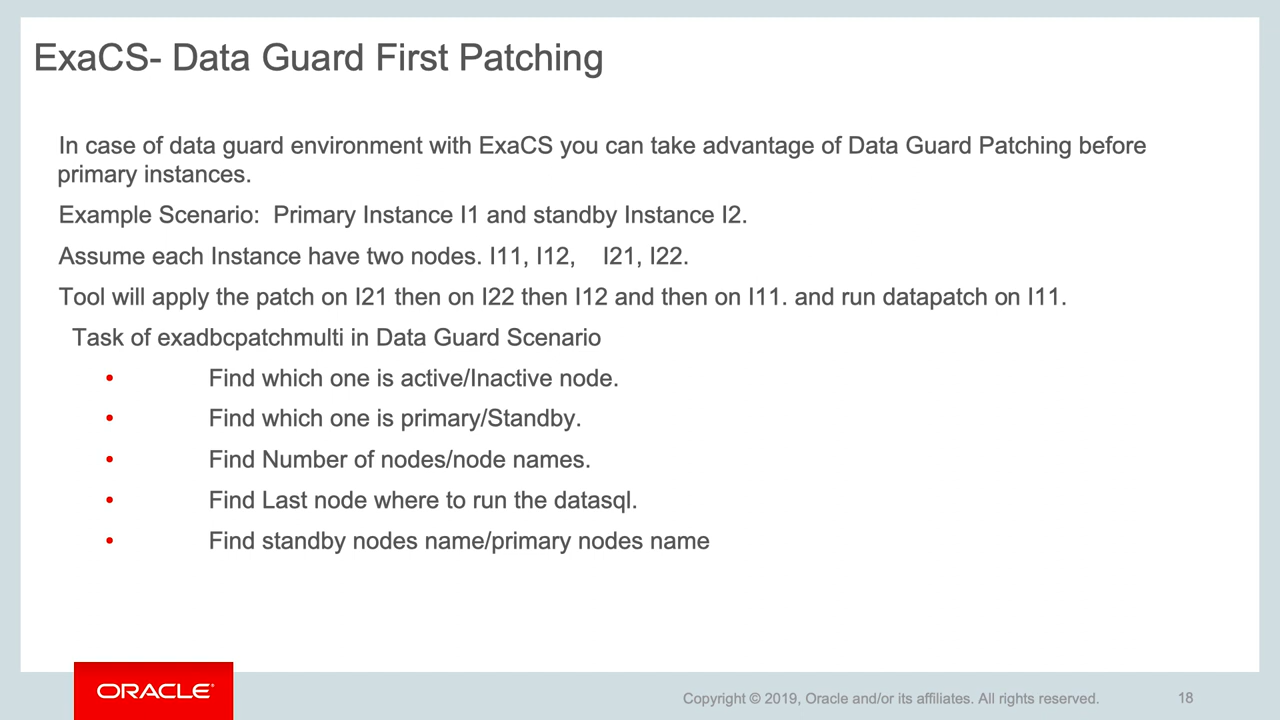 ExaCS- Data Guard First Patching
In case of data guard environment with ExaCS you can take advantage of Data Guard Patching before
primary instances.
Example Scenario:  Primary Instance I1 and standby Instance I2.
Assume each Instance have two nodes. I11, I12,    I21, I22.
Tool will apply the patch on I21 then on I22 then I12 and then on I11. and run datapatch on I11.
Task of exadbcpatchmulti in Data Guard Scenario
• Find which one is active/Inactive node.
• Find which one is primary/Standby.
• Find Number of nodes/node names.
• Find Last node where to run the datasql.
• Find standby nodes name/primary nodes name
ORACLE®
Copyright © 2019, Oracle and/or its affiliates. All rights reserved.
18